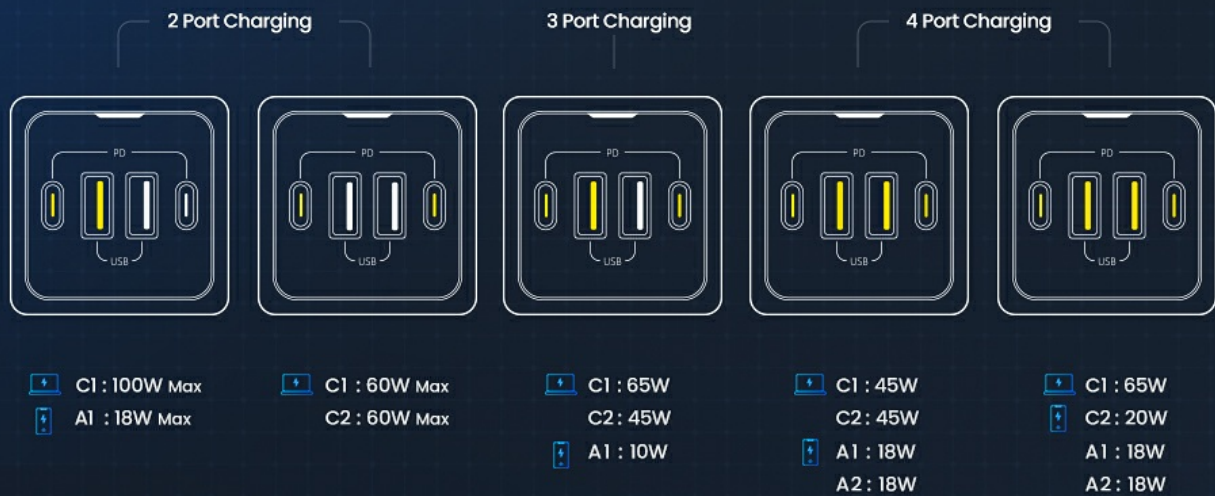 2 Port Charging
3 Port Charging
4 Port Charging
PD
USB
PD
USB
PD
USB
PD
USB
PD
USB
C1 : 100W Max
A1 : 18W Max
C1 : 60W Max
C2 : 60W Max
C1 : 65W
C2 : 45W
A1 : 10W
C1 : 45W
C2 : 45W
A1 : 18W
A2 : 18W
C1 : 65W
C2 : 20W
A1 : 18W
A2 : 18W